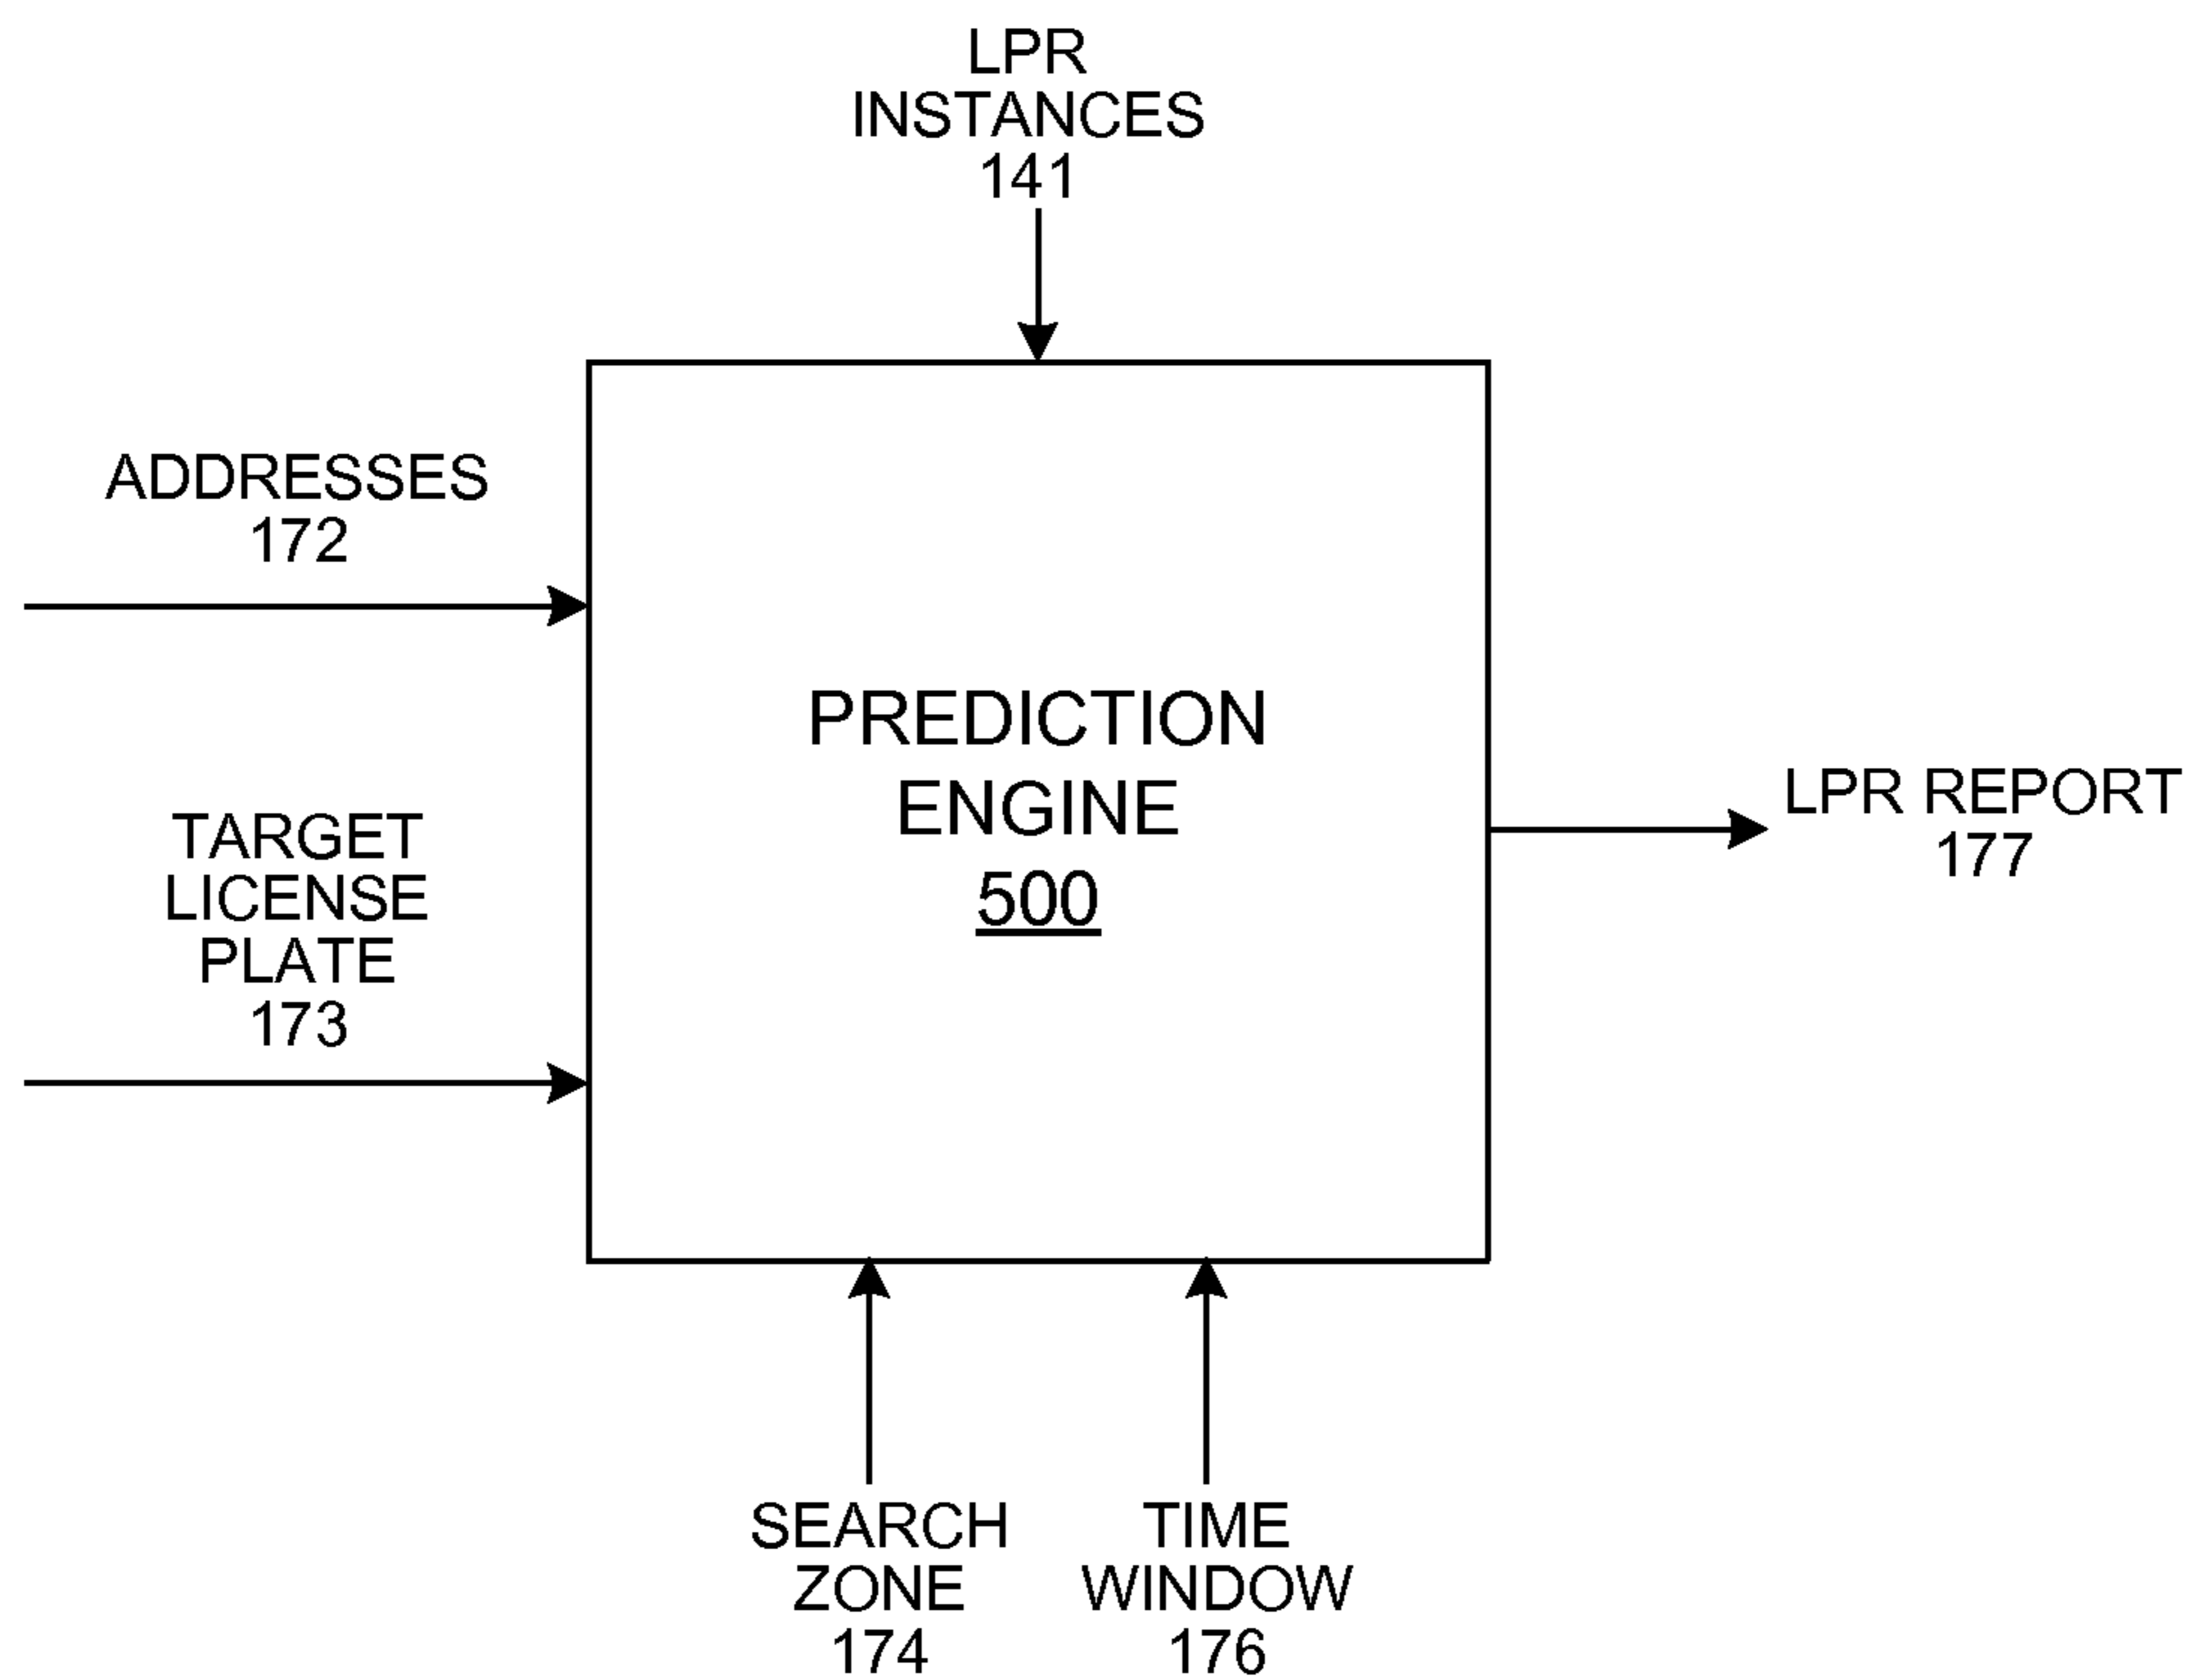 LPR
INSTANCES
141
ADDRESSES
172
TARGET
LICENSE
PLATE
173
PREDICTION
ENGINE
500
LPR REPORT
177
SEARCH
ZONE
174
TIME
WINDOW
176